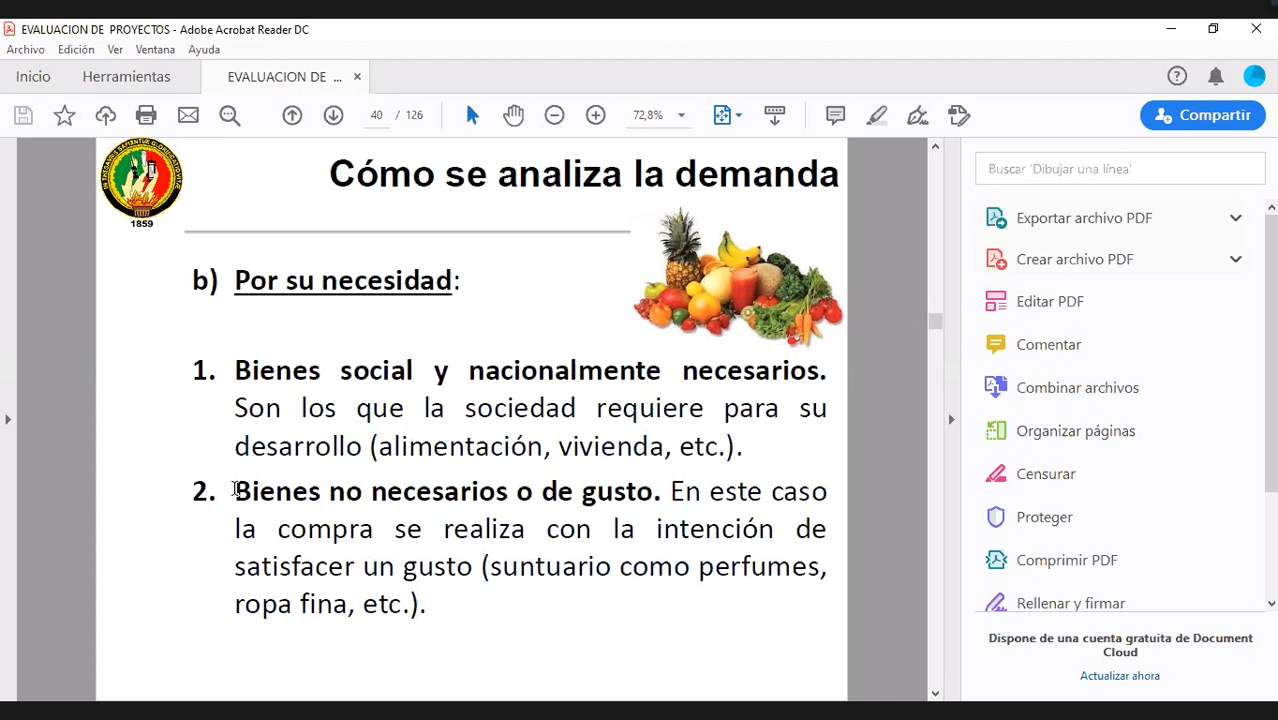 EVALUACION DE PROYECTOS - Adobe Acrobat Reader DC
Archivo Edición Ver Ventana Ayuda
Inicio Herramientas EVALUACION DE ... ×
40 / 126 72,8% Compartir
Cómo se analiza la demanda
1859
b) Por su necesidad:
1. Bienes social y nacionalmente necesarios.
Son los que la sociedad requiere para su
desarrollo (alimentación, vivienda, etc.).
2. Bienes no necesarios o de gusto. En este caso
la compra se realiza con la intención de
satisfacer un gusto (suntuario como perfumes,
ropa fina, etc.).
Buscar 'Dibujar una línea'
Exportar archivo PDF
Crear archivo PDF
Editar PDF
Comentar
Combinar archivos
Organizar páginas
Censurar
Proteger
Comprimir PDF
Rellenar y firmar
Dispone de una cuenta gratuita de Document
Cloud
Actualizar ahora